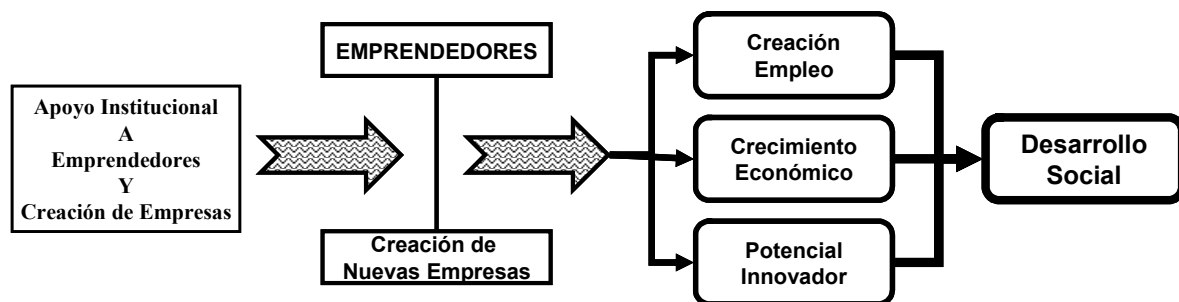 Apoyo Institucional
A
Emprendedores
Y
Creación de Empresas
EMPRENDEDORES
Creación de
Nuevas Empresas
Creación
Empleo
Crecimiento
Económico
Potencial
Innovador
Desarrollo
Social